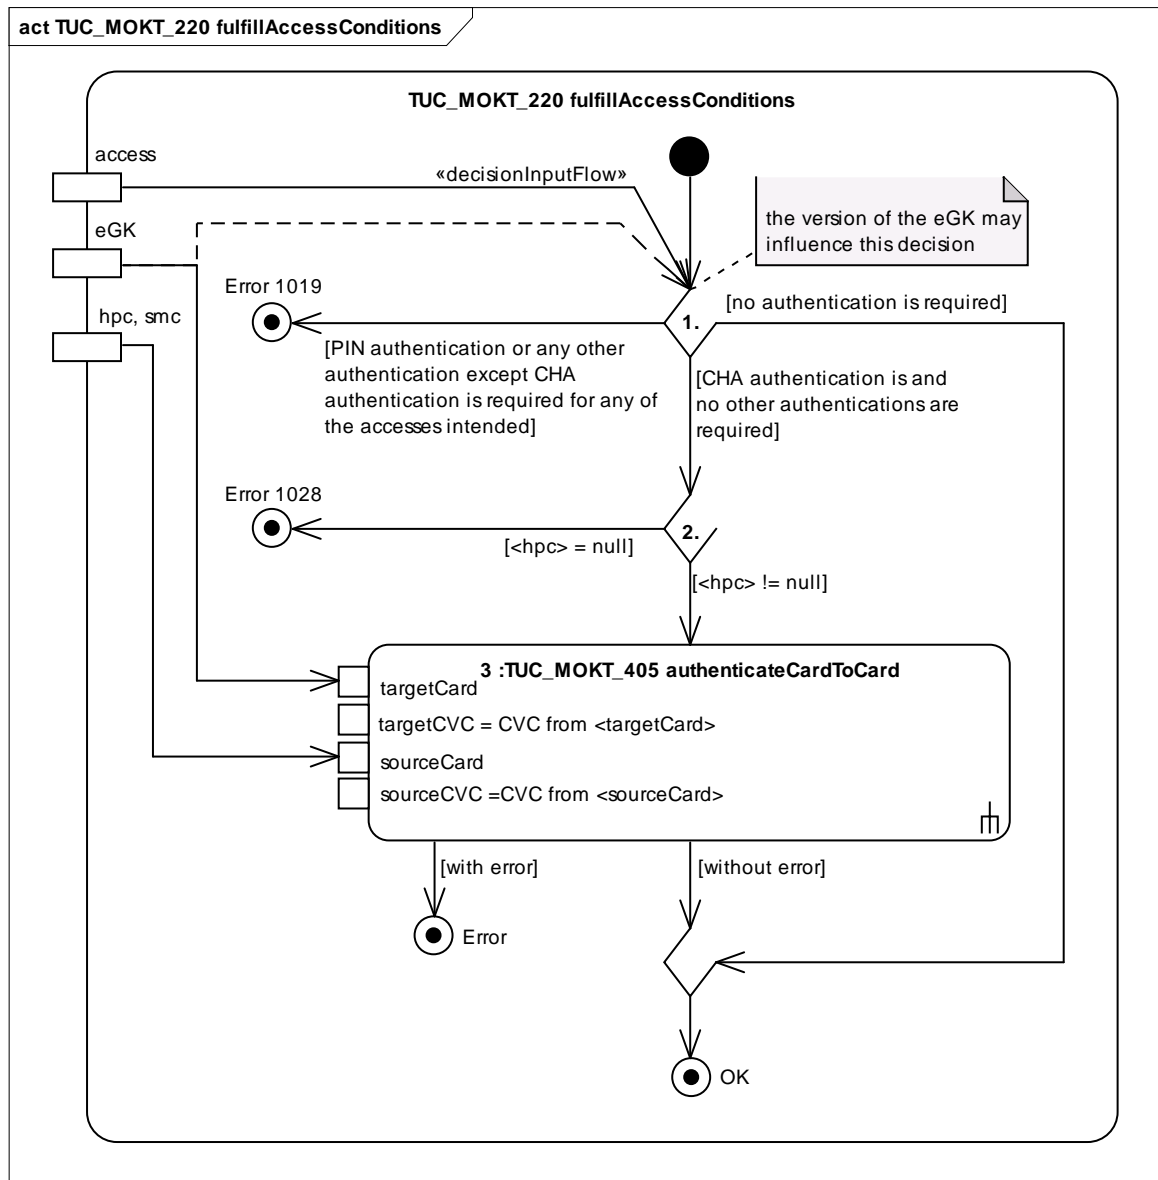 act TUC_MOKT_220 fulfillAccessConditions
TUC_MOKT_220 fulfillAccessConditions
access
«decisionInputFlow»
the version of the eGK may
influence this decision
eGK
Error 1019
[no authentication is required]
hpc, smc
1.
[PIN authentication or any other
authentication except CHA
authentication is required for any of
the accesses intended]
[CHA authentication is and
no other authentications are
required]
Error 1028
2.
[<hpc> = null]
[<hpc> != null]
3 :TUC_MOKT_405 authenticateCardToCard
targetCard
targetCVC = CVC from <targetCard>
sourceCard
sourceCVC =CVC from <sourceCard>
[with error]
[without error]
Error
OK